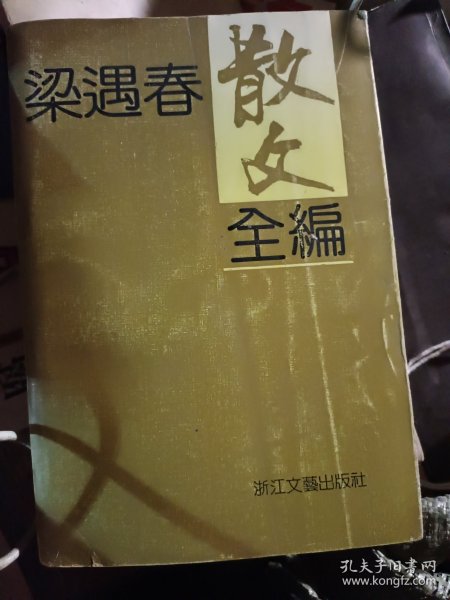 梁遇春
散文
全編
浙江文藝出版社
孔夫子旧书网
www.kongfz.com